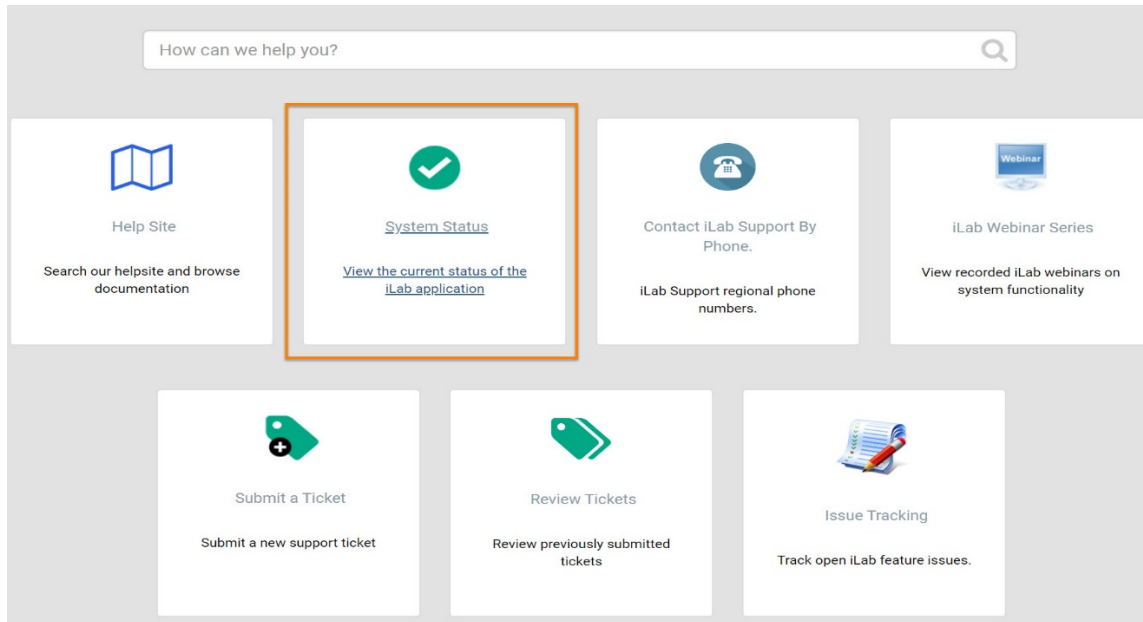 How can we help you?
Help Site
Search our helpsite and browse
documentation
System Status
View the current status of the
iLab application
Contact iLab Support By
Phone.
iLab Support regional phone
numbers.
Webinar
iLab Webinar Series
View recorded iLab webinars on
system functionality
Submit a Ticket
Submit a new support ticket
Review Tickets
Review previously submitted
tickets
Issue Tracking
Track open iLab feature issues.